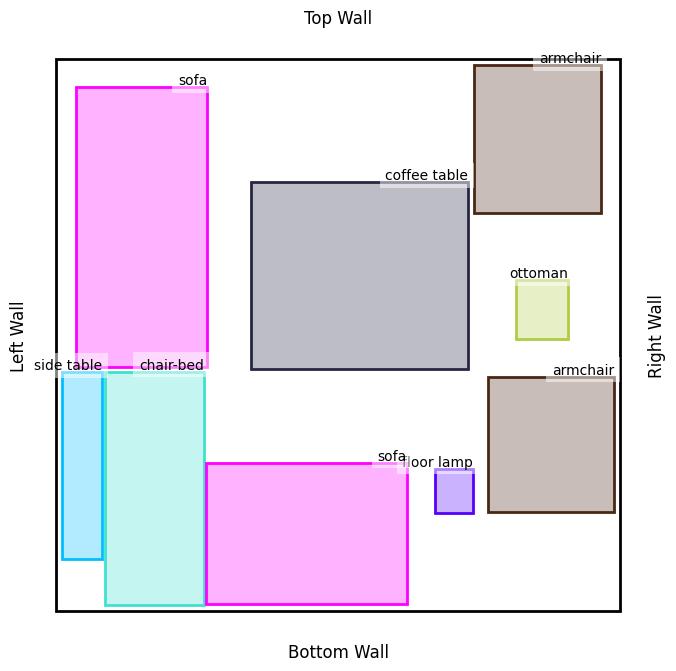 Top Wall
armchair
sofa
coffee table
ottoman
Left Wall
Right Wall
side table
chair-bed
armchair
sofa
floor lamp
Bottom Wall